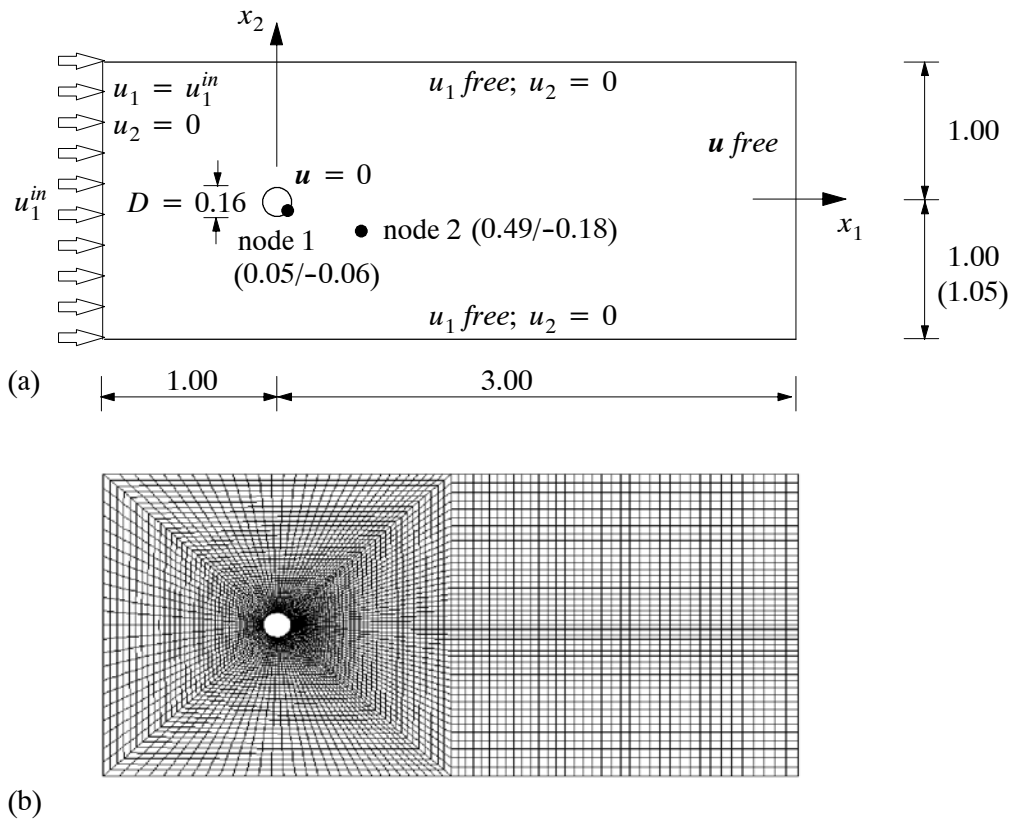 x₂
u₁ = uᵢₙ₁
u₂ = 0
u₁ free; u₂ = 0
1.00
u free
u = 0
D = 0.16
u₁ⁱⁿ
node 1
(0.05/−0.06)
node 2 (0.49/−0.18)
x₁
1.00
(1.05)
u₁ free; u₂ = 0
(a)
1.00
3.00
(b)